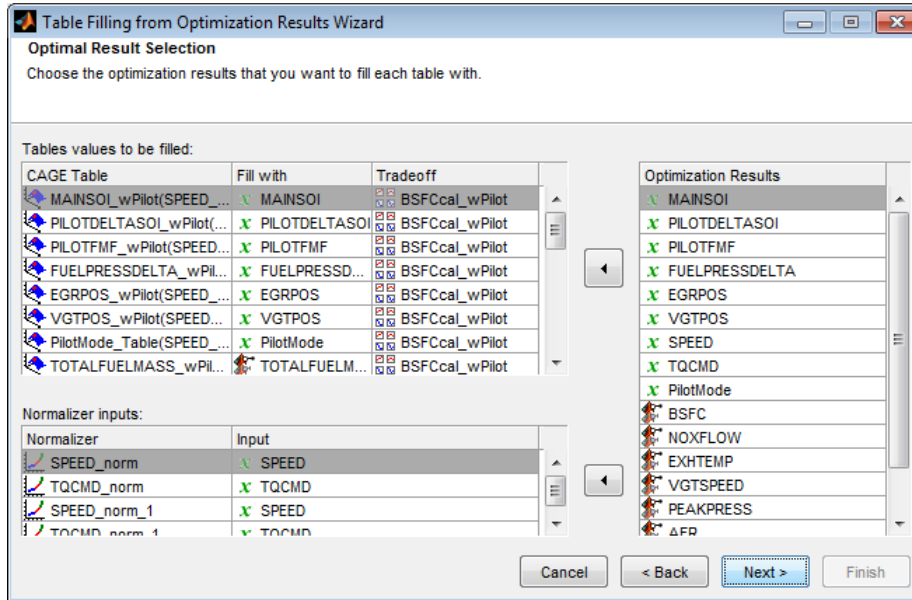 Table Filling from Optimization Results Wizard
Optimal Result Selection
Choose the optimization results that you want to fill each table with.
Tables values to be filled:
CAGE Table Fill with Tradeoff
MAINSOI_wPilot(SPEED_... x MAINSOI BSFCcal_wPilot
PILOTDELTASOI_wPilot(... x PILOTDELTASOI BSFCcal_wPilot
PILOTFMF_wPilot(SPEED... x PILOTFMF BSFCcal_wPilot
FUELPRESSDELTA_wPil... x FUELPRESSD... BSFCcal_wPilot
EGRPOS_wPilot(SPEED_... x EGRPOS BSFCcal_wPilot
VGTPOS_wPilot(SPEED... x VGTPOS BSFCcal_wPilot
PilotMode_Table(SPEED_... x PilotMode BSFCcal_wPilot
TOTALFUELMASS_wPil... TOTALFUELM... BSFCcal_wPilot
Normalizer inputs:
Normalizer Input
SPEED_norm x SPEED
TQCMD_norm x TQCMD
SPEED_norm_1 x SPEED
TQCMD_norm_1 x TQCMD
Optimization Results
x MAINSOI
x PILOTDELTASOI
x PILOTFMF
x FUELPRESSDELTA
x EGRPOS
x VGTPOS
x SPEED
x TQCMD
x PilotMode
BSFC
NOXFLOW
EXHTEMP
VGTSPEED
PEAKPRESS
AFR
Cancel < Back Next > Finish